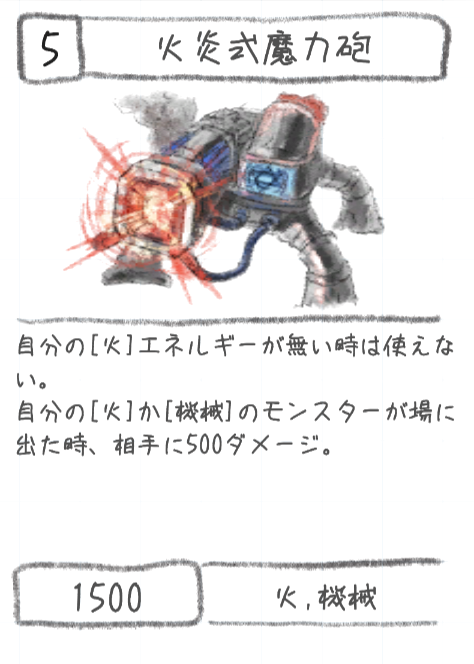 5
火炎式魔力砲
自分の[火]エネルギーが無い時は使えな
い。
自分の[火]か[機械]のモンスターが場に
出た時、相手に500ダメージ。
1500
火,機械